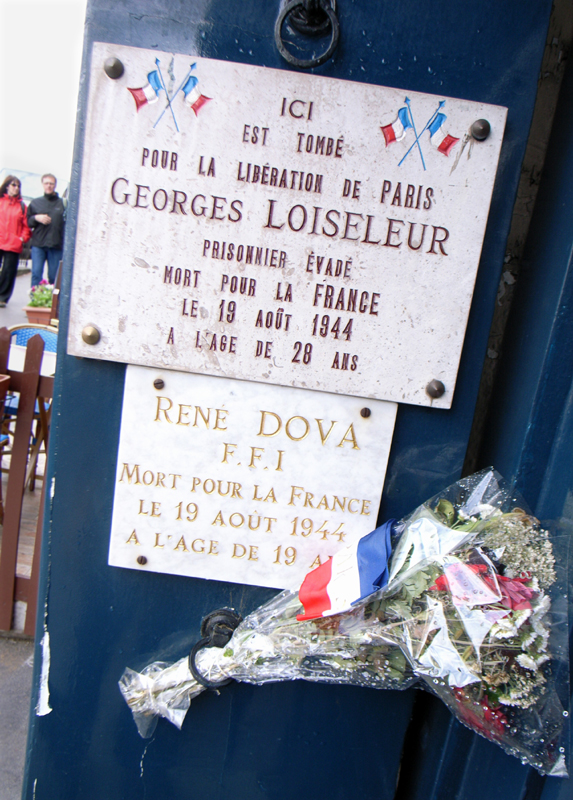 ICI
EST TOMBÉ
POUR LA LIBÉRATION DE PARIS
GEORGES LOISELEUR
PRISONNIER ÉVADÉ
MORT POUR LA FRANCE
LE 19 AOÛT 1944
A L'AGE DE 28 ANS
RENÉ DOVA
F.F.I
MORT POUR LA FRANCE
LE 19 AOÛT 1944
A L'AGE DE 19